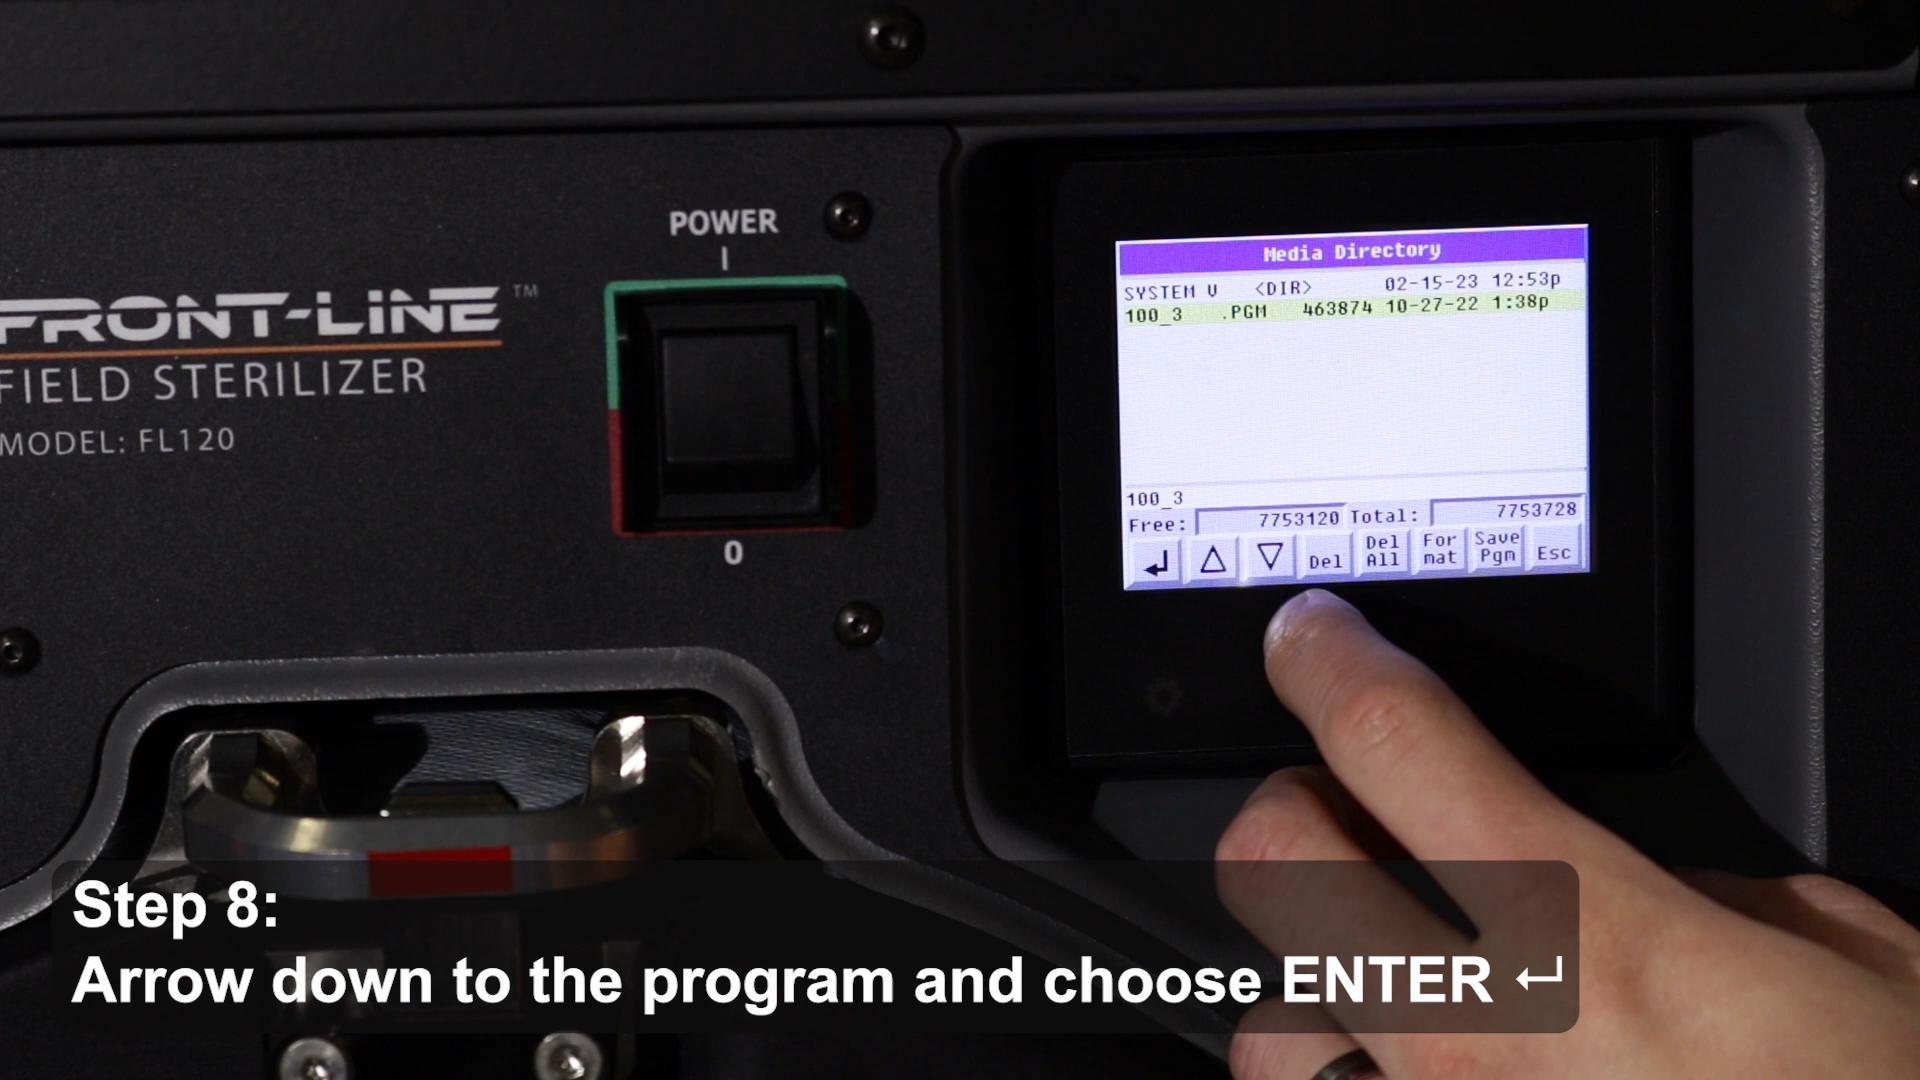 POWER
I
FRONT-LINE™
FIELD STERILIZER
MODEL: FL120
0
Media Directory
SYSTEM V <DIR> 02-15-23 12:53p
100_3 .PGM 463874 10-27-22 1:38p
100_3
Free: 7753120 Total: 7753728
↵ △ ▽ Del Del All For mat Save Pgm Esc
Step 8:
Arrow down to the program and choose ENTER ↵